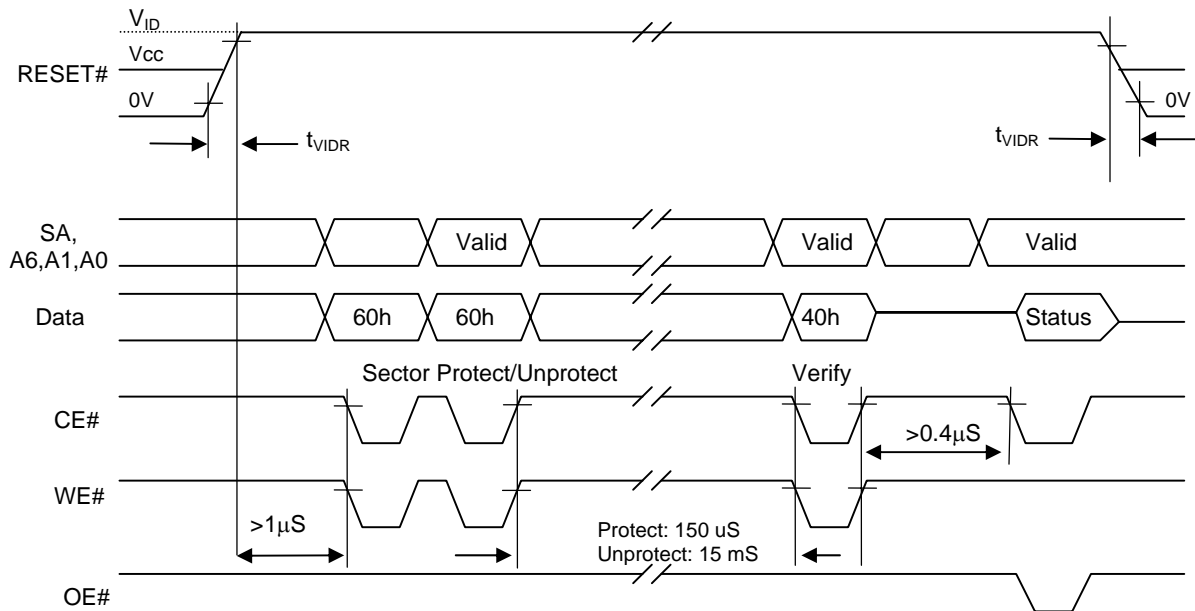 VID
Vcc
RESET#
0V
0V
tVIDR
tVIDR
SA,
A6,A1,A0
Valid
Valid
Valid
Data
60h
60h
40h
Status
Sector Protect/Unprotect
Verify
CE#
>0.4μS
WE#
>1μS
Protect: 150 uS
Unprotect: 15 mS
OE#